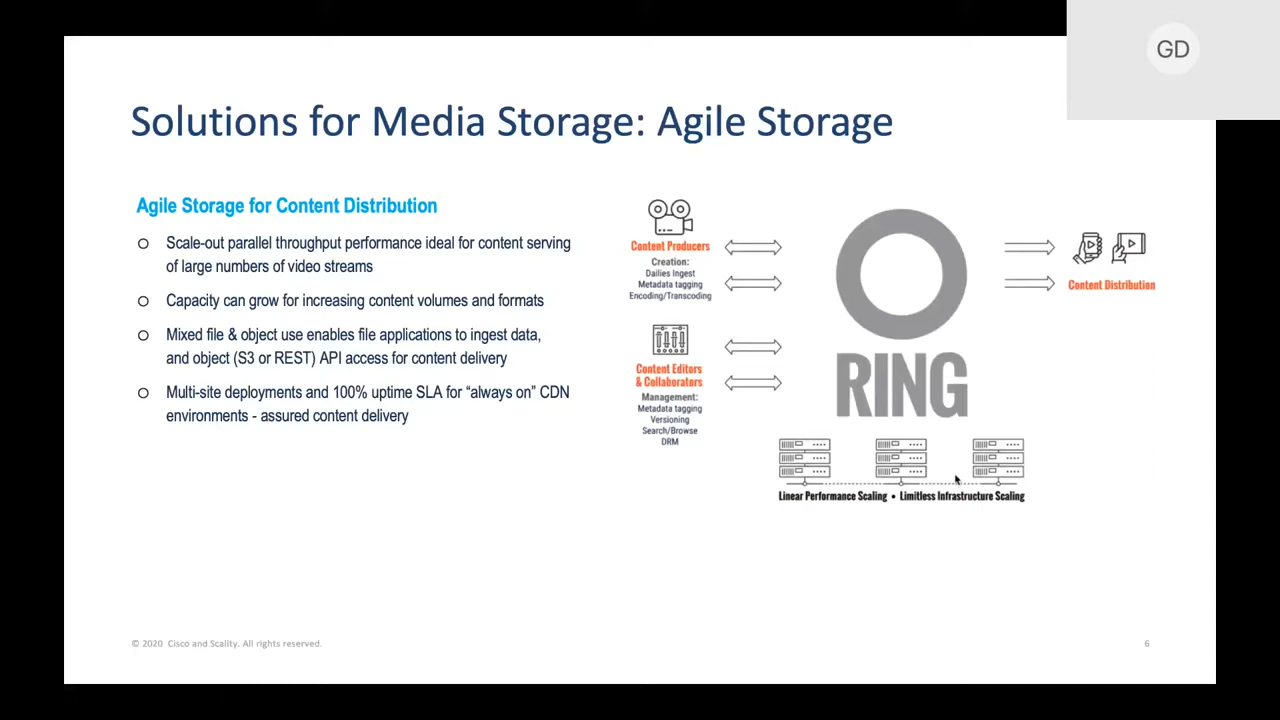 GD
Solutions for Media Storage: Agile Storage
Agile Storage for Content Distribution
Scale-out parallel throughput performance ideal for content serving
of large numbers of video streams
Capacity can grow for increasing content volumes and formats
Mixed file & object use enables file applications to ingest data,
and object (S3 or REST) API access for content delivery
Multi-site deployments and 100% uptime SLA for “always on” CDN
environments - assured content delivery
Content Producers
Creation:
Dailies Ingest
Metadata tagging
Encoding/Transcoding
Content Editors
& Collaborators
Management:
Metadata tagging
Versioning
Search/Browse
DRM
RING
Content Distribution
Linear Performance Scaling • Limitless Infrastructure Scaling
© 2020 Cisco and Scality. All rights reserved.
6